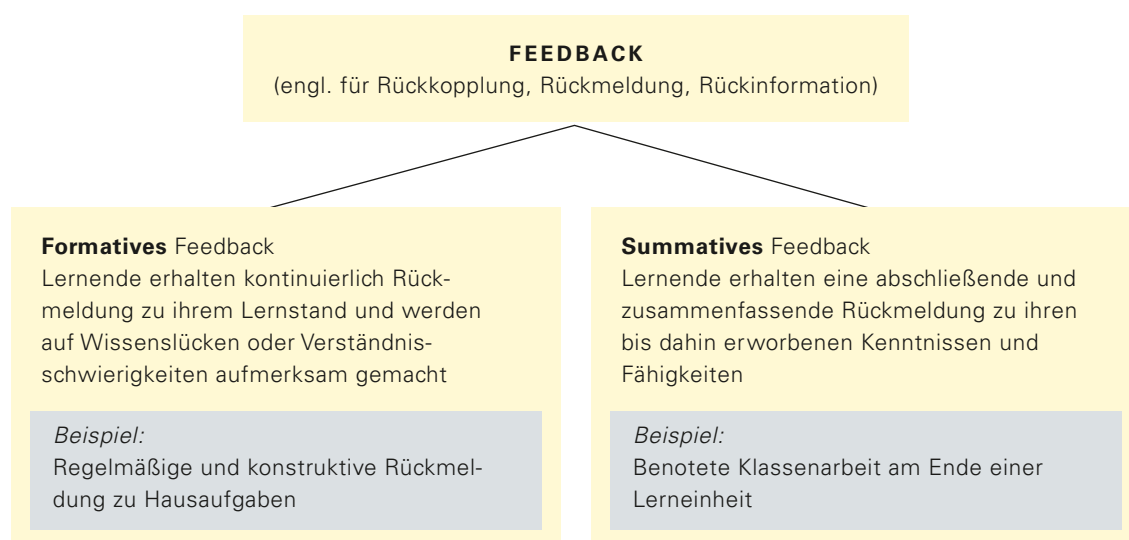 FEEDBACK
(engl. für Rückkopplung, Rückmeldung, Rückinformation)
Formatives Feedback
Lernende erhalten kontinuierlich Rück-
meldung zu ihrem Lernstand und werden
auf Wissenslücken oder Verständnis-
schwierigkeiten aufmerksam gemacht
Beispiel:
Regelmäßige und konstruktive Rückmel-
dung zu Hausaufgaben
Summatives Feedback
Lernende erhalten eine abschließende und
zusammenfassende Rückmeldung zu ihren
bis dahin erworbenen Kenntnissen und
Fähigkeiten
Beispiel:
Benotete Klassenarbeit am Ende einer
Lerneinheit